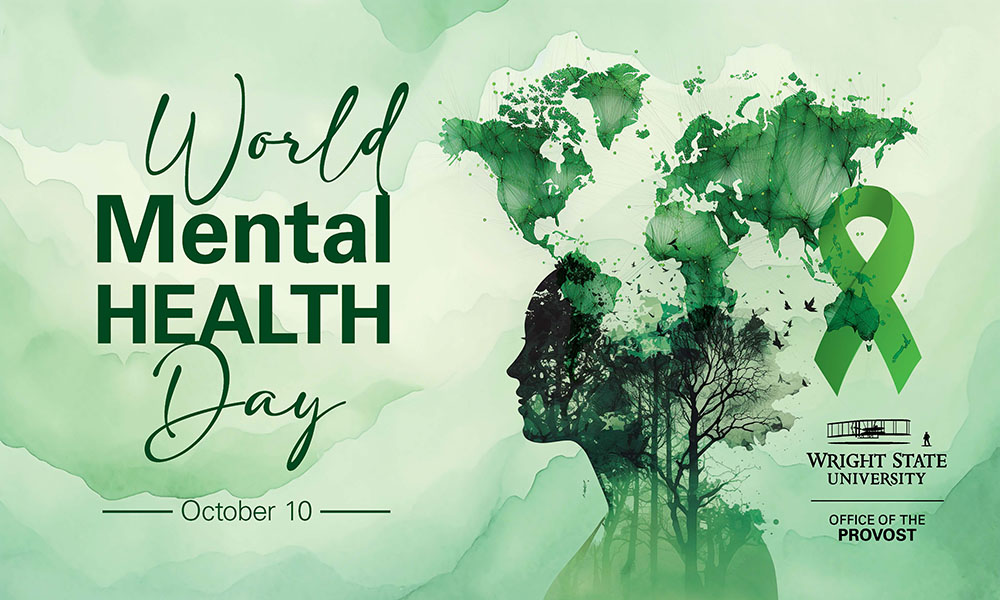 World
Mental
HEALTH
Day
October 10
WRIGHT STATE
UNIVERSITY
OFFICE OF THE
PROVOST